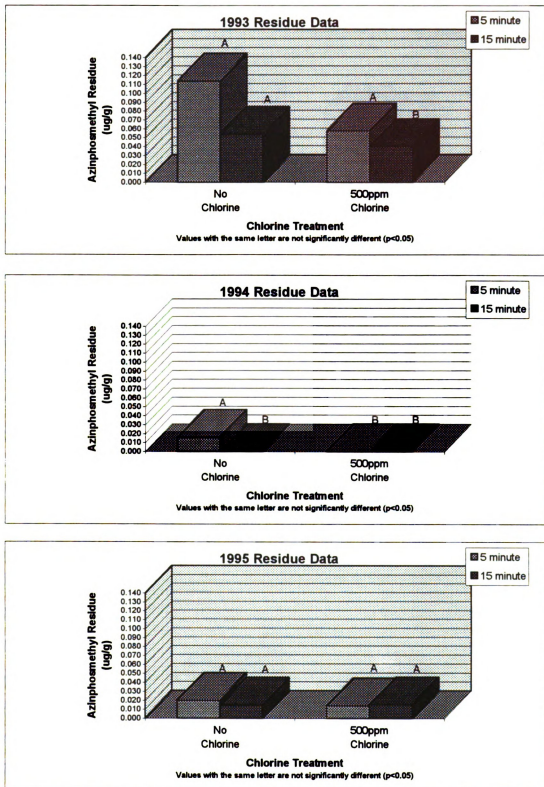 1993 Residue Data
5 minute
15 minute
Azinphosmethyl Residue
(ug/g)
0.140
0.130
0.120
0.110
0.100
0.090
0.080
0.070
0.060
0.050
0.040
0.030
0.020
0.010
0.000
A
A
A
B
No
Chlorine
500ppm
Chlorine
Chlorine Treatment
Values with the same letter are not significantly different (p<0.05)
1994 Residue Data
5 minute
15 minute
Azinphosmethyl Residue
(ug/g)
0.140
0.130
0.120
0.110
0.100
0.090
0.080
0.070
0.060
0.050
0.040
0.030
0.020
0.010
0.000
A
B
B
B
No
Chlorine
500ppm
Chlorine
Chlorine Treatment
Values with the same letter are not significantly different (p<0.05)
1995 Residue Data
5 minute
15 minute
Azinphosmethyl Residue
(ug/g)
0.140
0.130
0.120
0.110
0.100
0.090
0.080
0.070
0.060
0.050
0.040
0.030
0.020
0.010
0.000
A
A
A
A
No
Chlorine
500ppm
Chlorine
Chlorine Treatment
Values with the same letter are not significantly different (p<0.05)